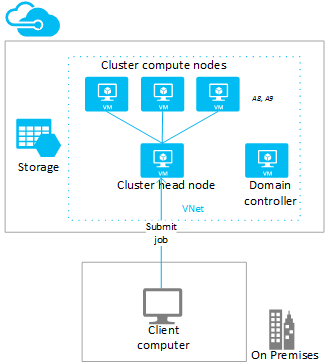 Cluster compute nodes
VM
VM
VM
A8, A9
Storage
VM
VM
Cluster head node
Domain
controller
VNet
Submit
job
Client
computer
On Premises